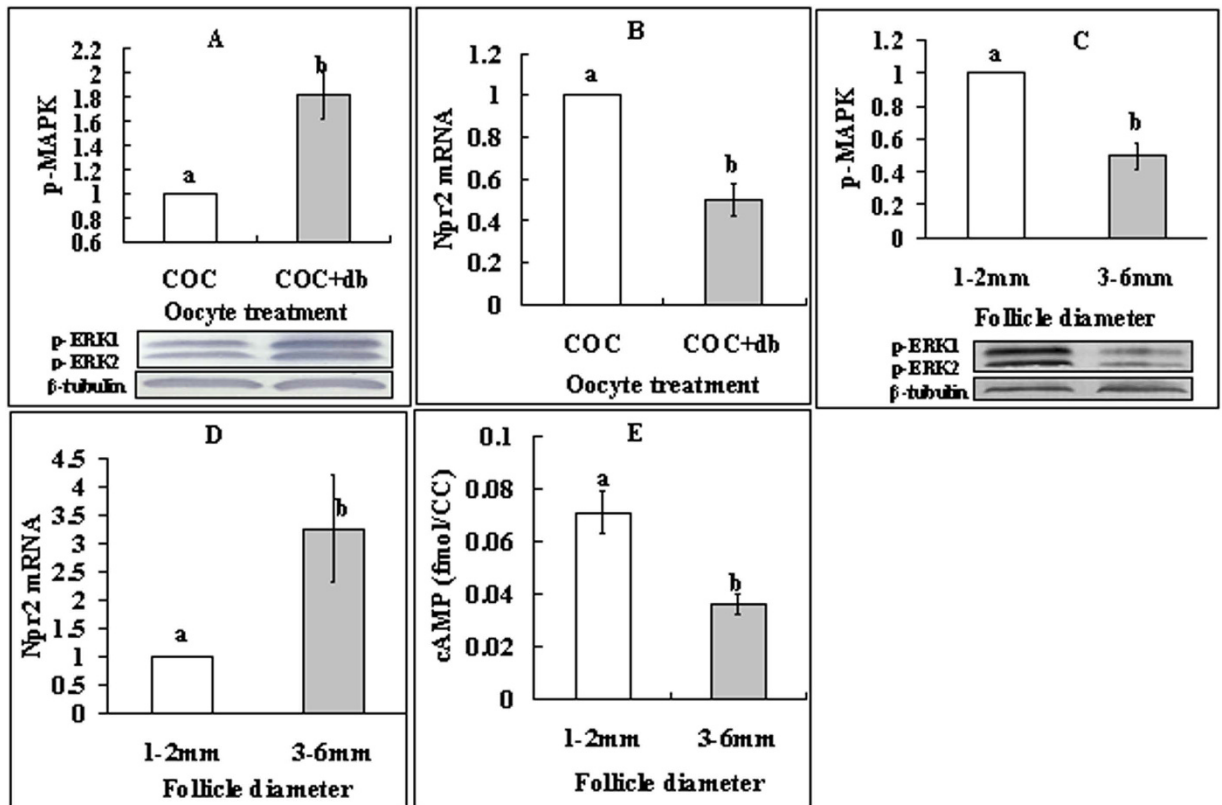 A
p-MAPK
2.2
2
1.8
1.6
1.4
1.2
1
0.8
0.6
a
b
COC
COC+db
Oocyte treatment
p-ERK1
p-ERK2
β-tubulin
B
Npr2 mRNA
1.2
1
0.8
0.6
0.4
0.2
0
a
b
COC
COC+db
Oocyte treatment
C
p-MAPK
1.2
1
0.8
0.6
0.4
0.2
0
a
b
1-2mm
3-6mm
Follicle diameter
p-ERK1
p-ERK2
β-tubulin
D
Npr2 mRNA
4.5
4
3.5
3
2.5
2
1.5
1
0.5
0
a
b
1-2mm
3-6mm
Follicle diameter
E
cAMP (fmol/CC)
0.1
0.08
0.06
0.04
0.02
0
a
b
1-2mm
3-6mm
Follicle diameter